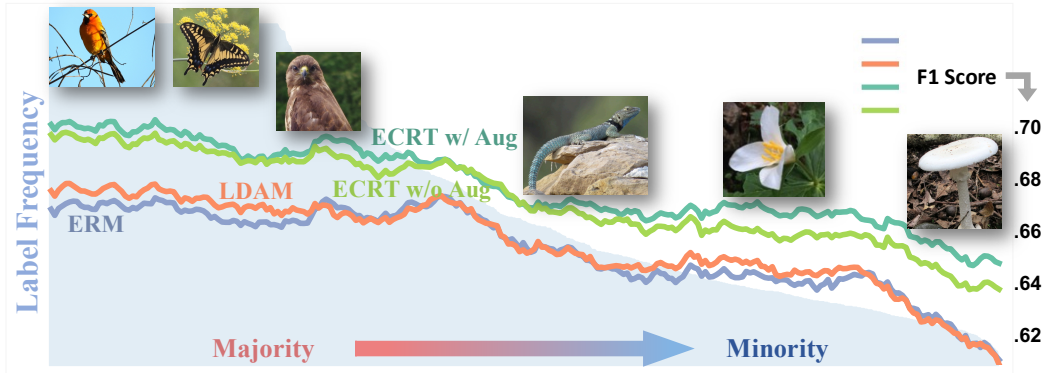 Label Frequency
F1 Score
ECRT w/ Aug
ECRT w/o Aug
LDAM
ERM
.70
.68
.66
.64
.62
Majority
Minority